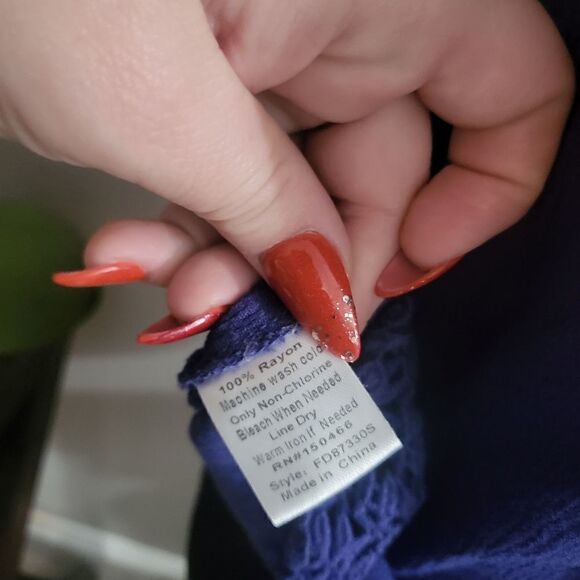 100% Rayon
Machine wash cold
Only Non-Chlorine
Bleach When Needed
Line Dry
Warm Iron if Needed
RN#150466
Style: FD87330S
Made in China